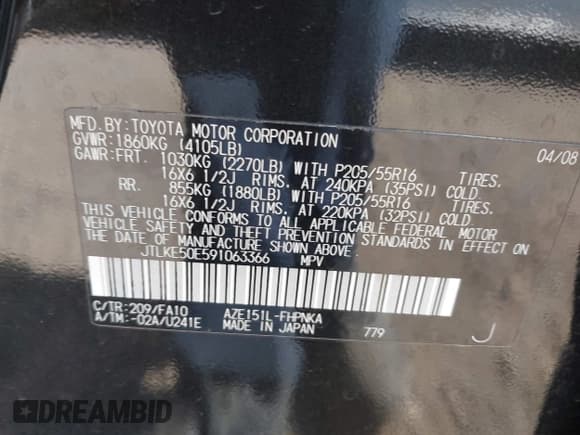 MFD.BY:TOYOTA MOTOR CORPORATION 04/08
GVWR:1860KG (4105LB)
GAWR:FRT. 1030KG (2270LB) WITH P205/55R16 TIRES.
16X6 1/2J RIMS. AT 240KPA (35PSI) COLD
RR. 855KG (1880LB) WITH P205/55R16 TIRES.
16X6 1/2J RIMS. AT 220KPA (32PSI) COLD
THIS VEHICLE CONFORMS TO ALL APPLICABLE FEDERAL MOTOR
VEHICLE SAFETY AND THEFT PREVENTION STANDARDS IN EFFECT ON
THE DATE OF MANUFACTURE SHOWN ABOVE.
JTLKE50E591063366 MPV
C/TR:209/FA10 AZE151L-FHPNKA
A/TM:-02A/U241E MADE IN JAPAN 779 J
DREAMBID